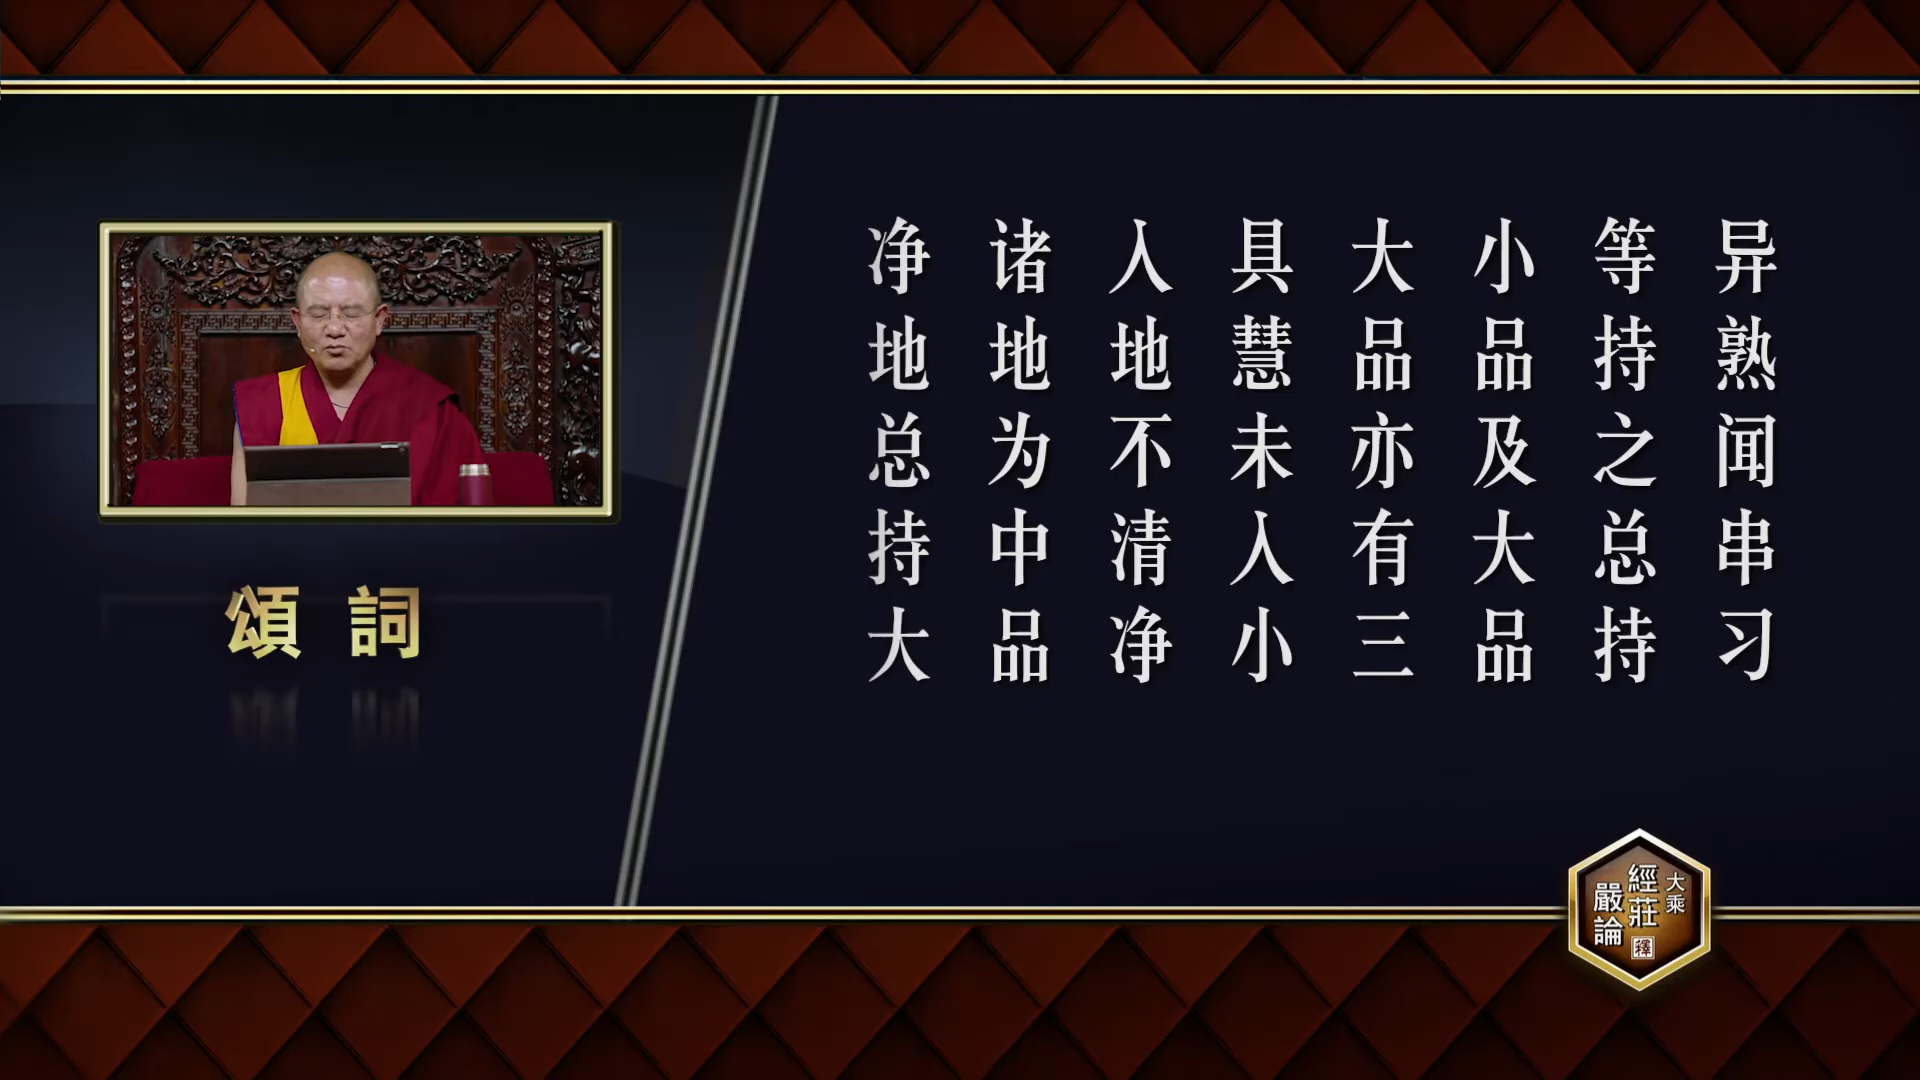 异熟闻串习
等持之总持
小品及大品
大品亦有三
具慧未入小
入地不清净
诸地为中品
净地总持大
頌詞
大乘
經莊
嚴論
釋